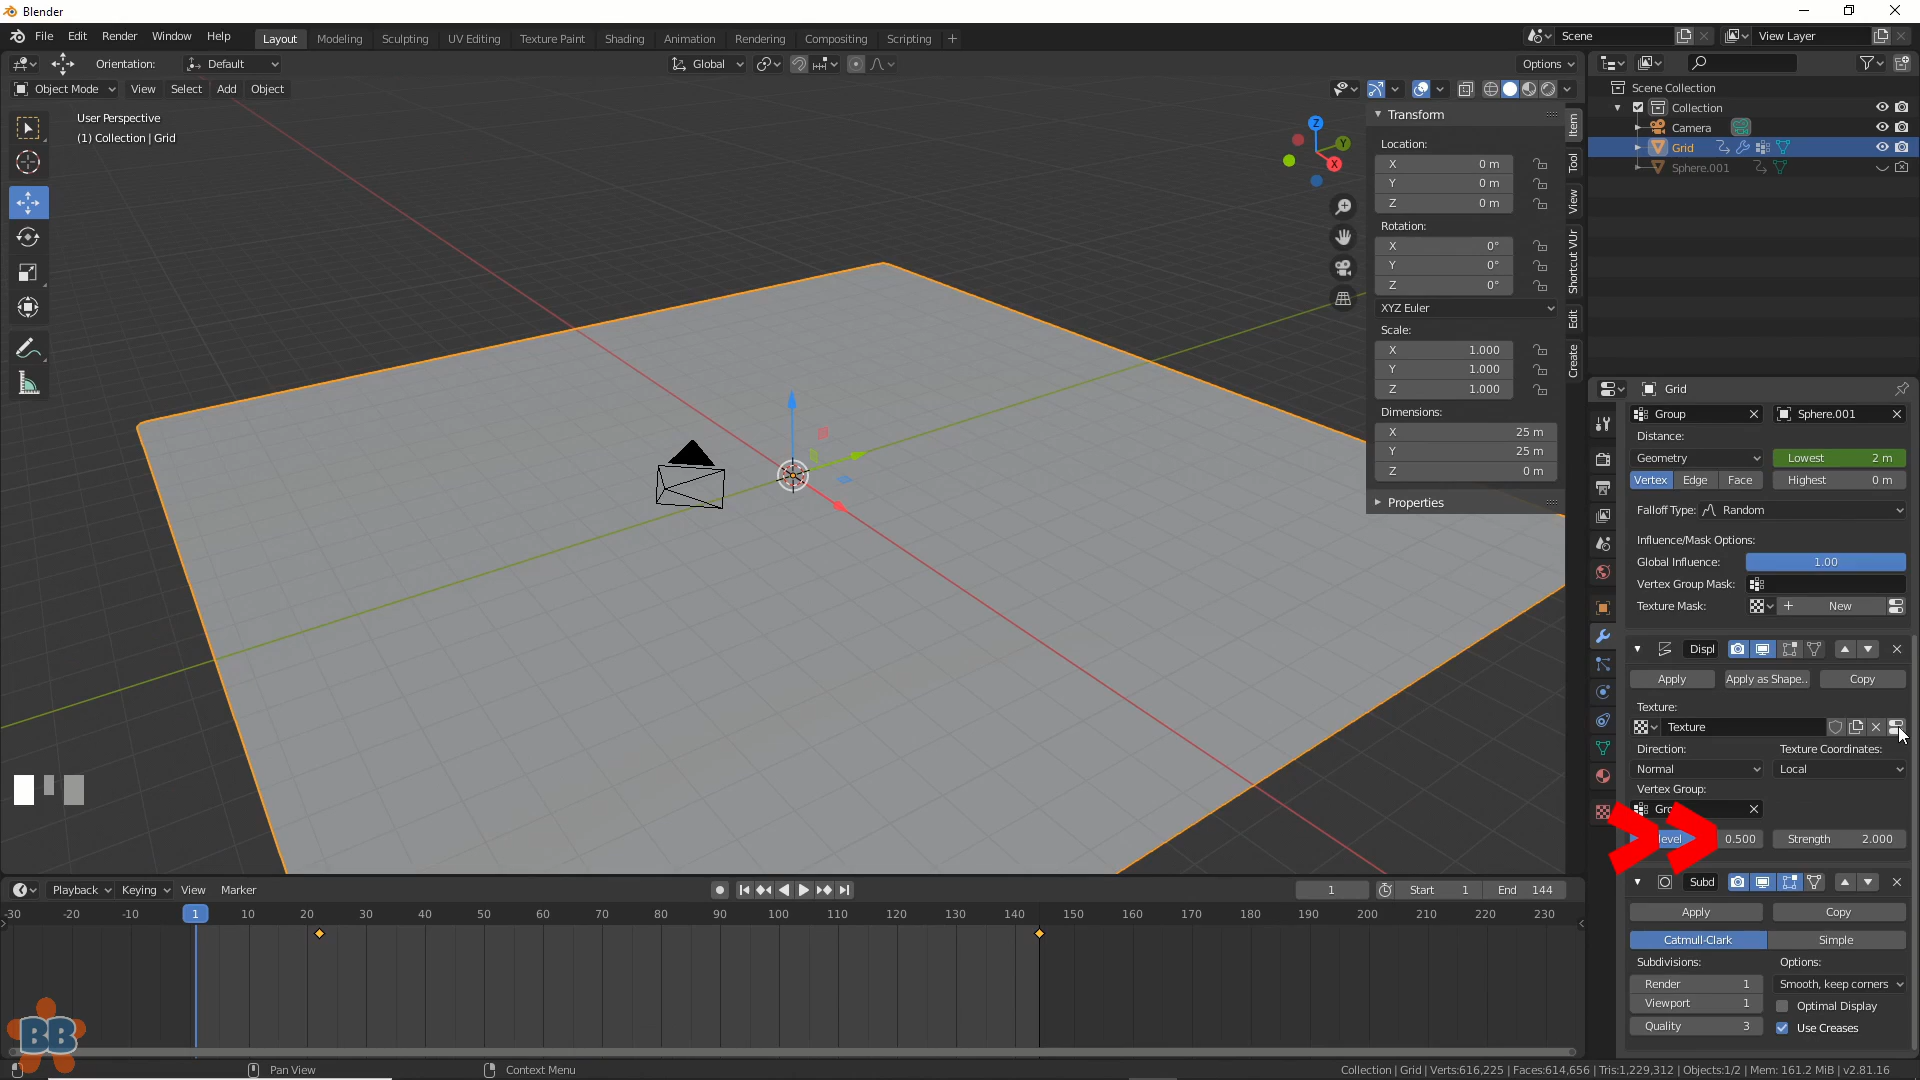 Blender
File Edit Render Window Help
Layout Modeling Sculpting UV Editing Texture Paint Shading Animation Rendering Compositing Scripting +
Scene
View Layer
Orientation: Default
Global
Options
Object Mode View Select Add Object
User Perspective
(1) Collection | Grid
Transform
Location:
X 0 m
Y 0 m
Z 0 m
Rotation:
X 0°
Y 0°
Z 0°
XYZ Euler
Scale:
X 1.000
Y 1.000
Z 1.000
Dimensions:
X 25 m
Y 25 m
Z 0 m
Properties
Item
Tool
View
Shortcut VUr
Edit
Create
Z
Y
X
Scene Collection
Collection
Camera
Grid
Sphere.001
Grid
Group Sphere.001
Distance:
Geometry Lowest 2 m
Vertex Edge Face Highest 0 m
Falloff Type: Random
Influence/Mask Options:
Global Influence: 1.00
Vertex Group Mask:
Texture Mask: New
Displ
Apply Apply as Shape.. Copy
Texture:
Texture
Direction: Texture Coordinates:
Normal Local
Vertex Group:
0.500 Strength 2.000
Subd
Apply Copy
Catmull-Clark Simple
Subdivisions: Options:
Render 1 Smooth, keep corners
Viewport 1 Optimal Display
Quality 3 Use Creases
Playback Keying View Marker
1 Start 1 End 144
-30 -20 -10 1 10 20 30 40 50 60 70 80 90 100 110 120 130 140 150 160 170 180 190 200 210 220 230
BB
Pan View Context Menu
Collection | Grid | Verts:616,225 | Faces:614,656 | Tris:1,229,312 | Objects:1/2 | Mem: 161.2 MiB | v2.81.16